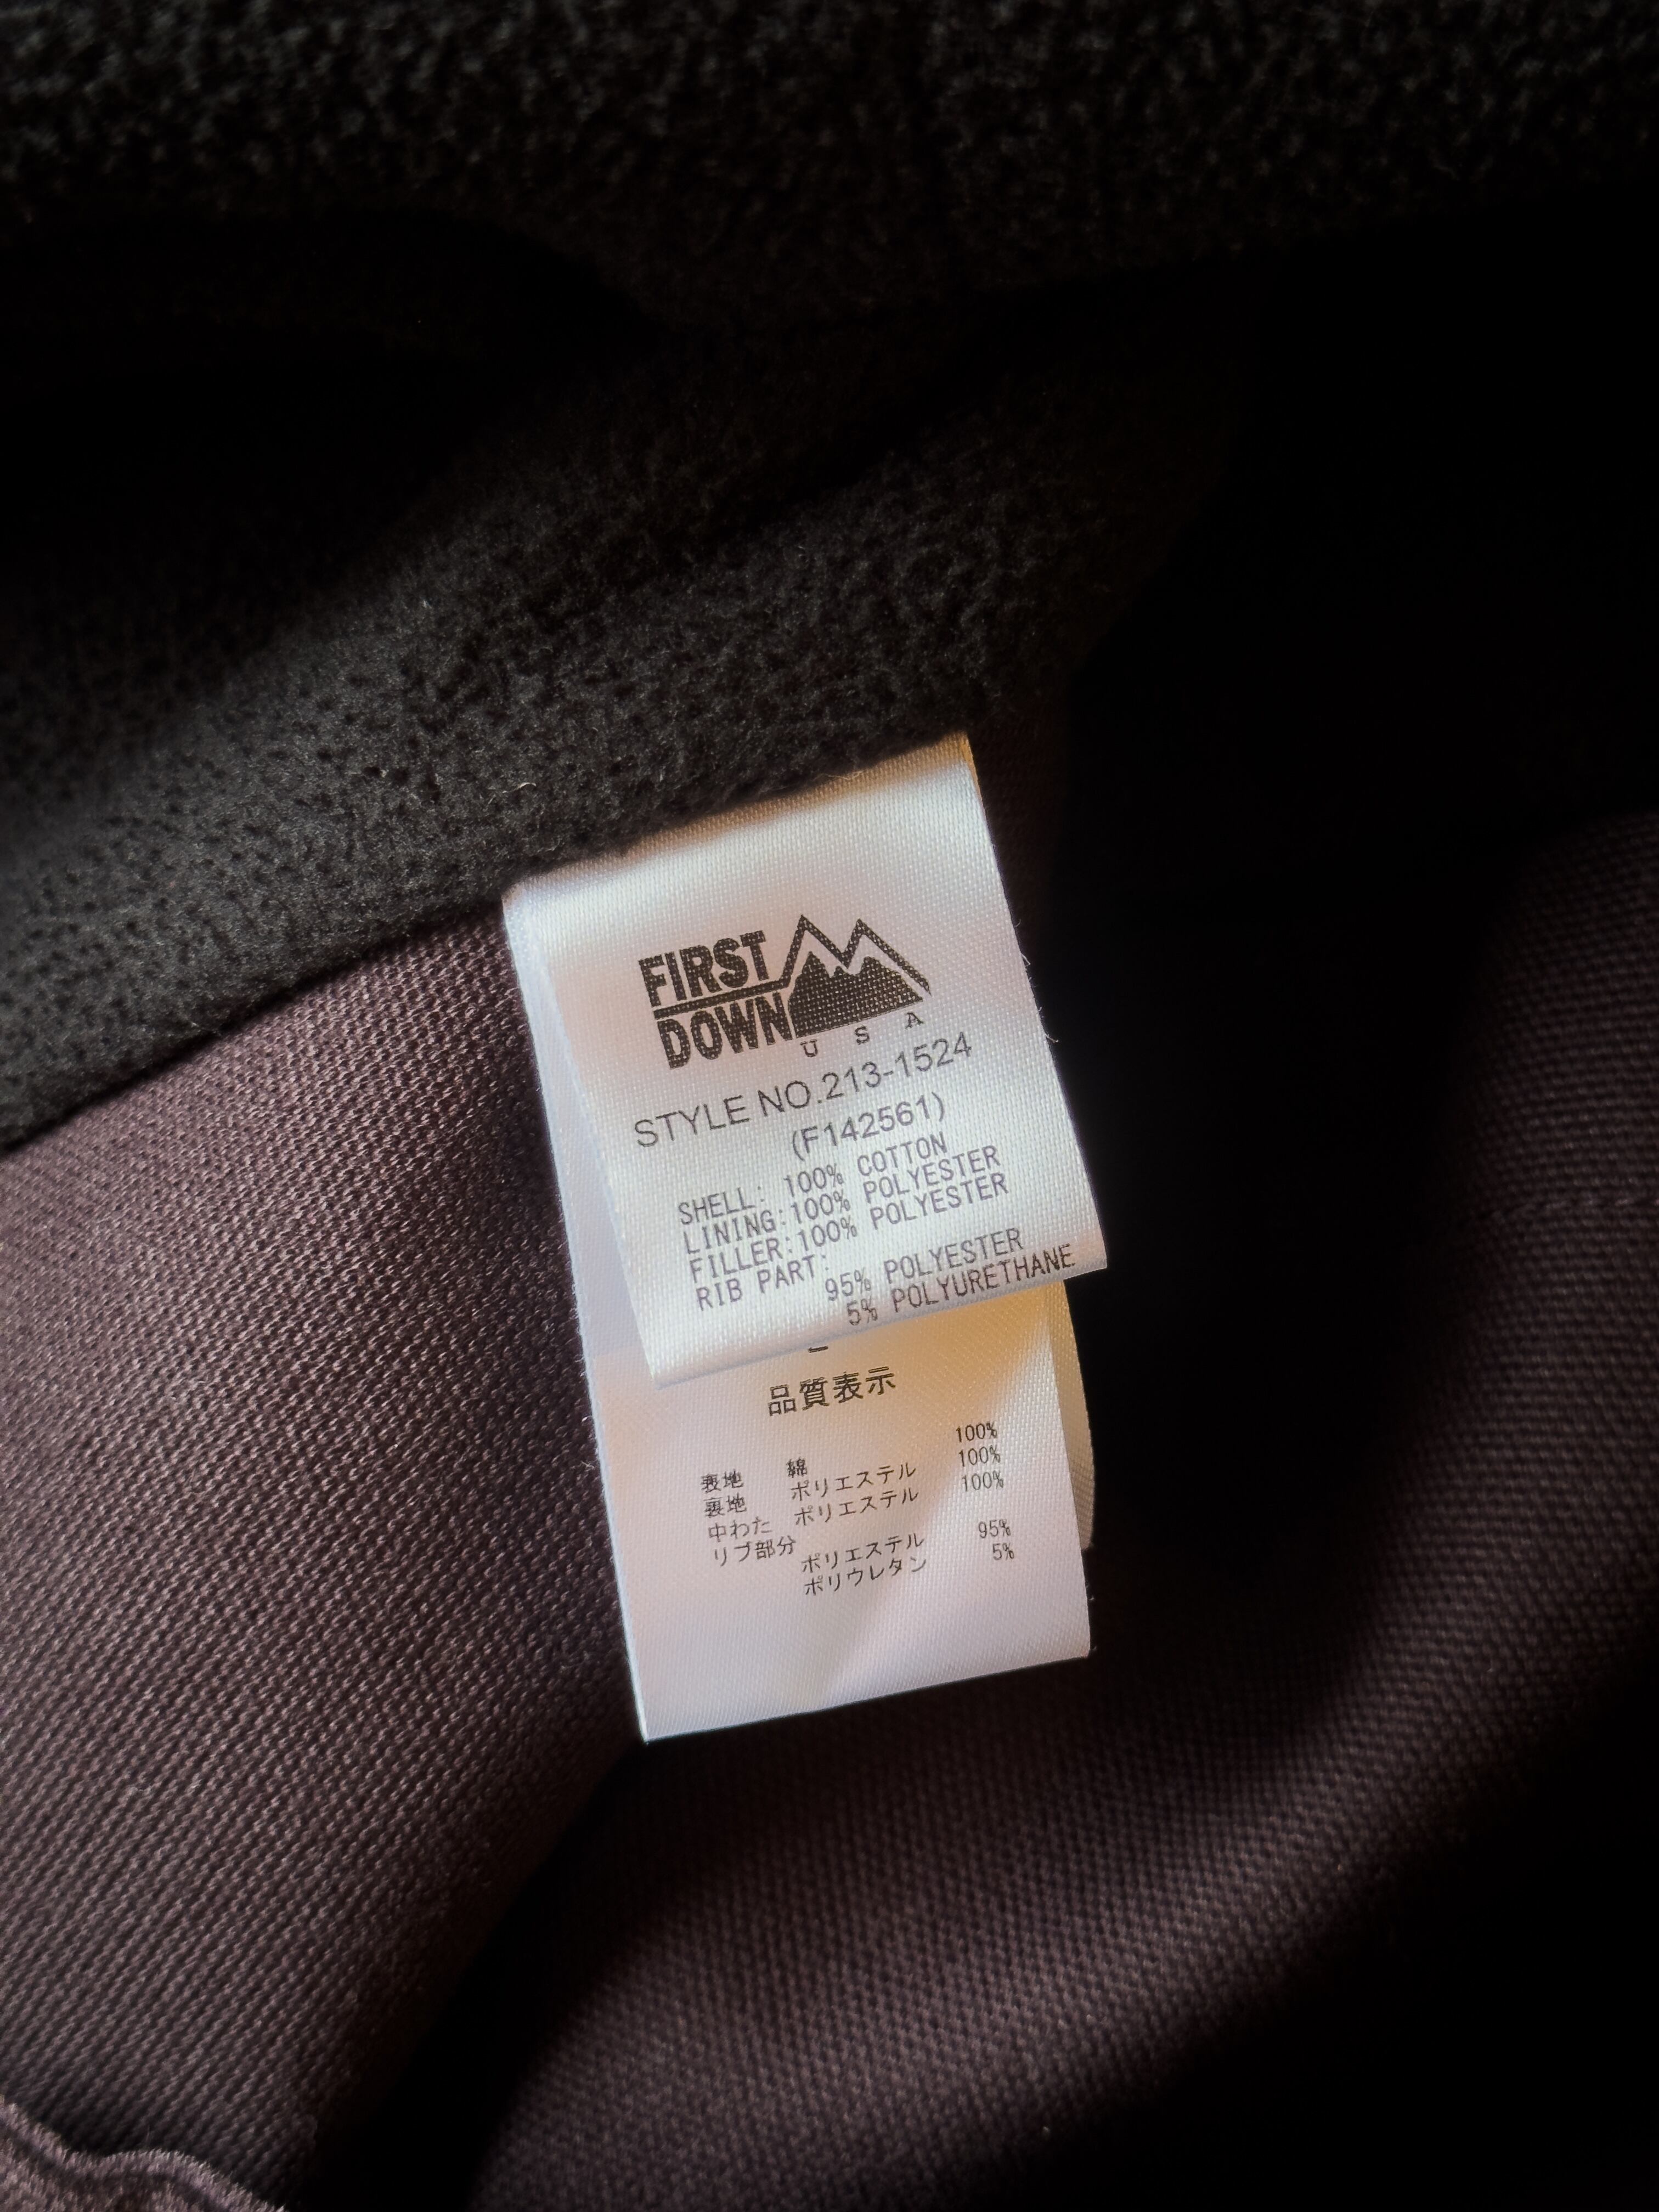 FIRST
DOWN
USA
STYLE NO.213-1524
(F142561)
SHELL: 100% COTTON
LINING:100% POLYESTER
FILLER:100% POLYESTER
RIB PART:
95% POLYESTER
5% POLYURETHANE
品質表示
表地 綿 100%
裏地 ポリエステル 100%
中わた ポリエステル 100%
リブ部分
ポリエステル 95%
ポリウレタン 5%